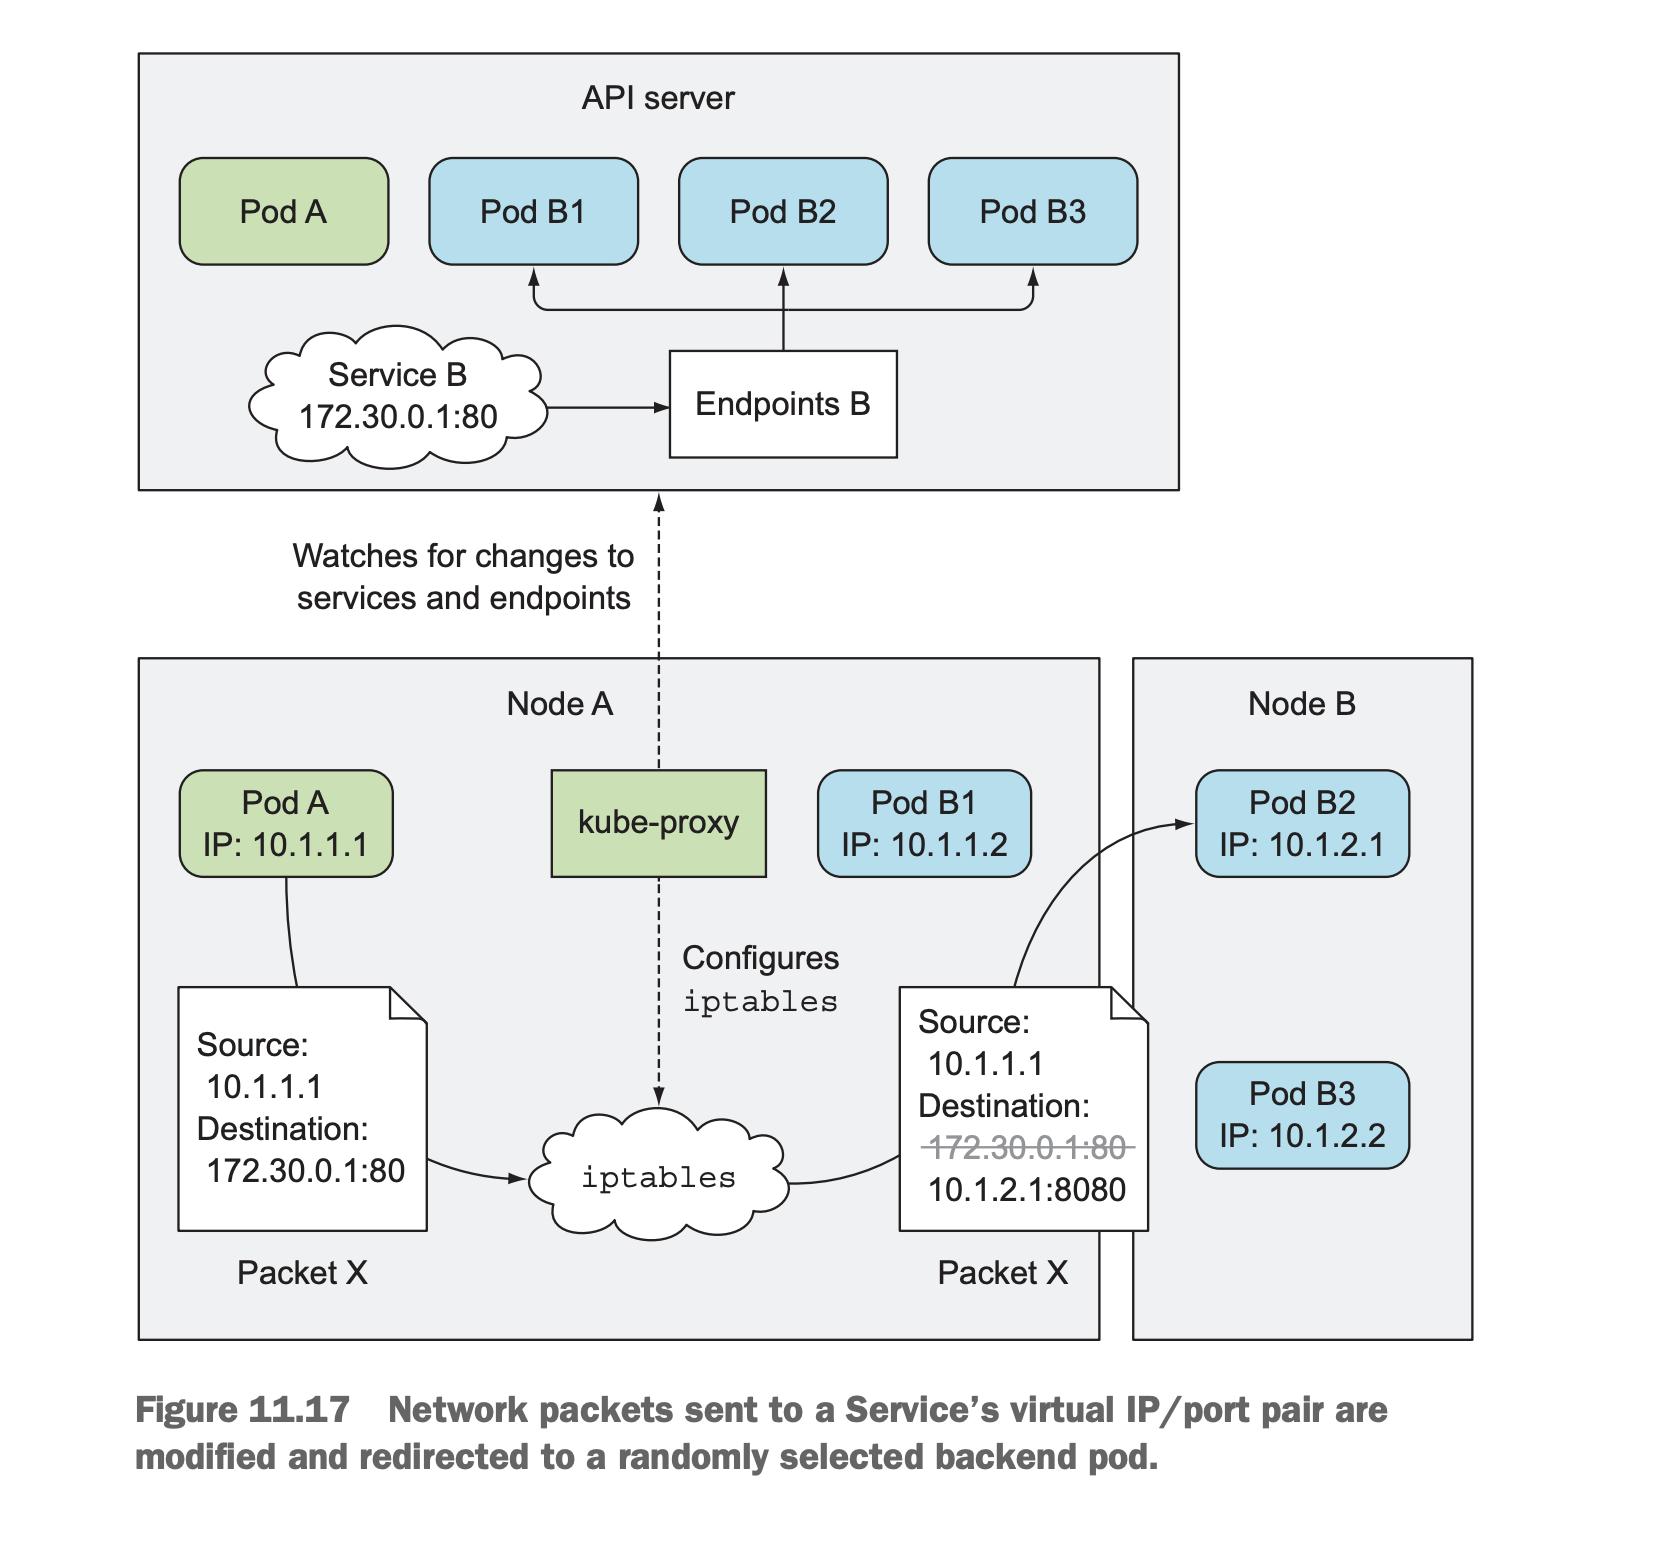 API server
Pod A
Pod B1
Pod B2
Pod B3
Service B
172.30.0.1:80
Endpoints B
Watches for changes to
services and endpoints
Node A
Node B
Pod A
IP: 10.1.1.1
kube-proxy
Pod B1
IP: 10.1.1.2
Pod B2
IP: 10.1.2.1
Configures
iptables
Source:
10.1.1.1
Destination:
172.30.0.1:80
Packet X
iptables
Source:
10.1.1.1
Destination:
172.30.0.1:80
10.1.2.1:8080
Packet X
Pod B3
IP: 10.1.2.2
Figure 11.17 Network packets sent to a Service’s virtual IP/port pair are
modified and redirected to a randomly selected backend pod.